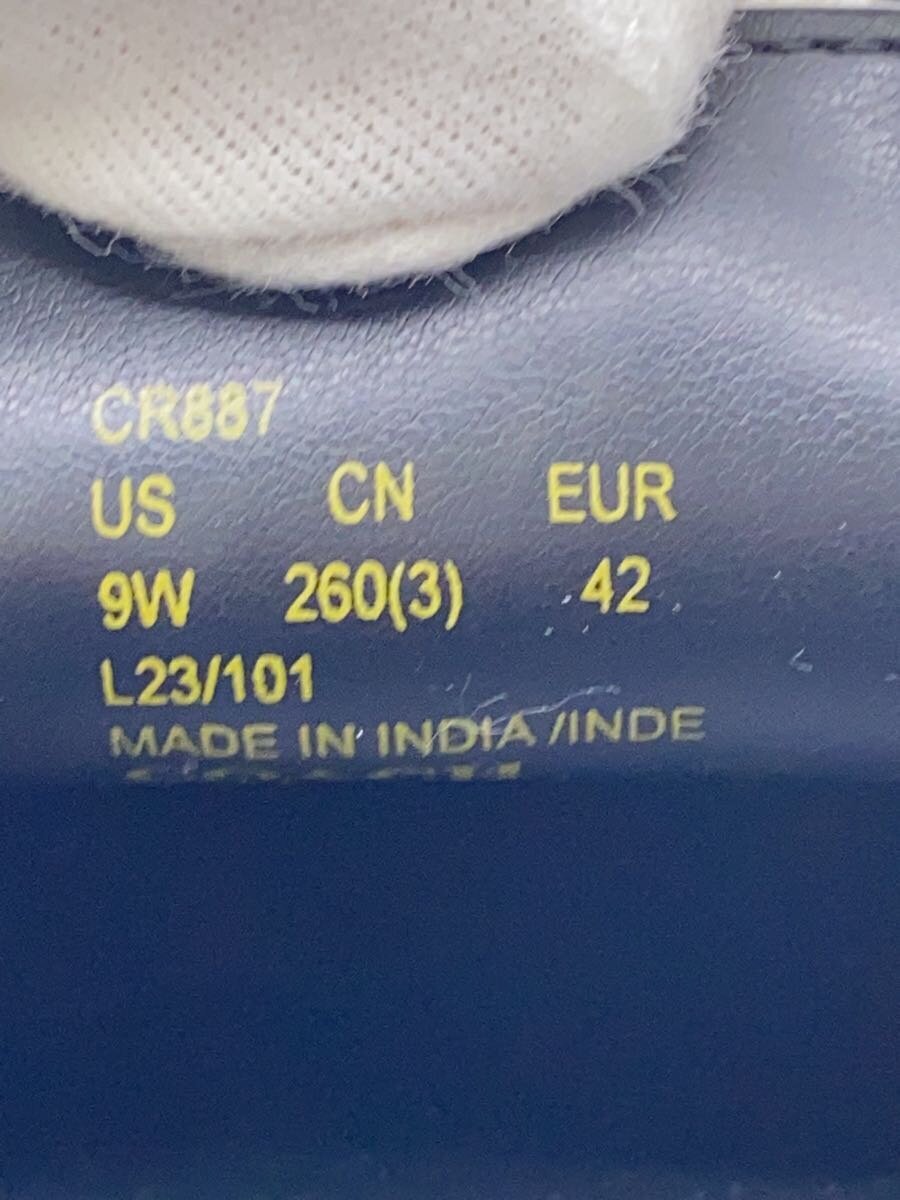 CR887
US CN EUR
9W 260(3) 42
L23/101
MADE IN INDIA /INDE